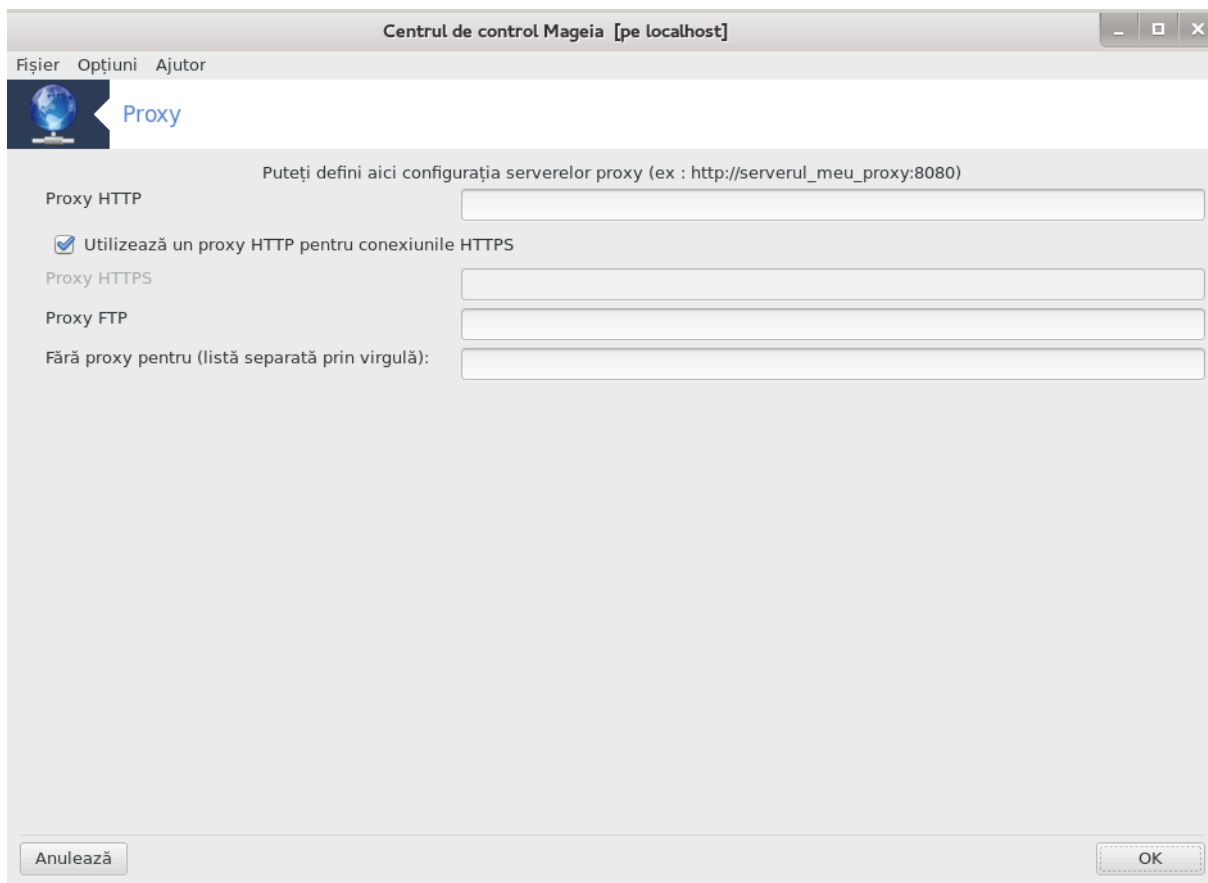 Centrul de control Mageia [pe localhost]
Fișier Opțiuni Ajutor
Proxy
Puteți defini aici configurația serverelor proxy (ex : http://serverul_meu_proxy:8080)
Proxy HTTP
Utilizează un proxy HTTP pentru conexiunile HTTPS
Proxy HTTPS
Proxy FTP
Fără proxy pentru (listă separată prin virgulă):
Anulează OK